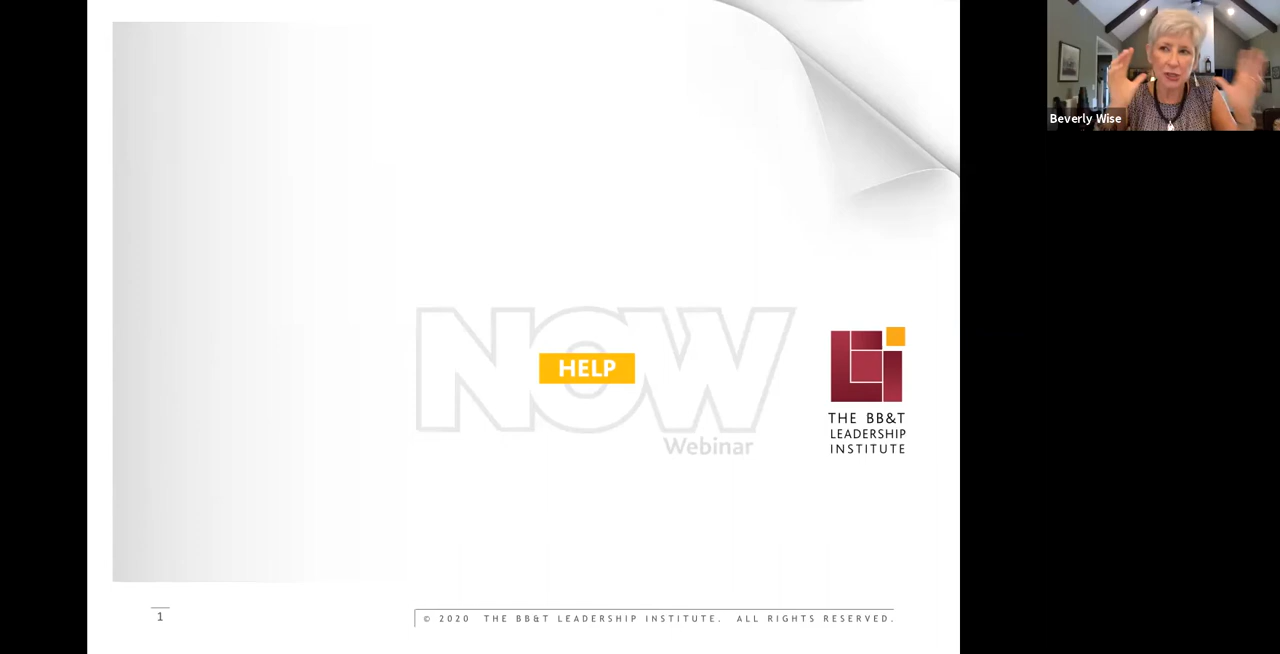 Beverly Wise
NOW
HELP
Webinar
THE BB&T
LEADERSHIP
INSTITUTE
1
© 2020 THE BB&T LEADERSHIP INSTITUTE. ALL RIGHTS RESERVED.